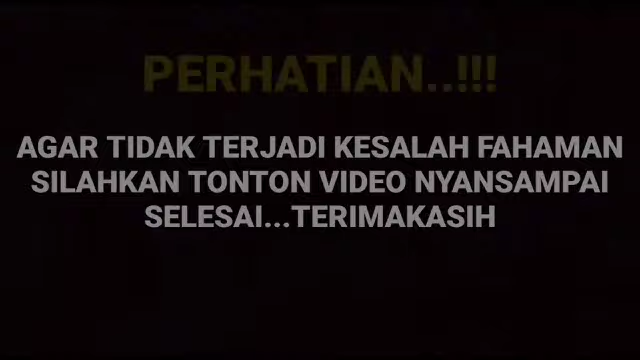 PERHATIAN..!!!
AGAR TIDAK TERJADI KESALAH FAHAMAN
SILAHKAN TONTON VIDEO NYANSAMPAI
SELESAI...TERIMAKASIH